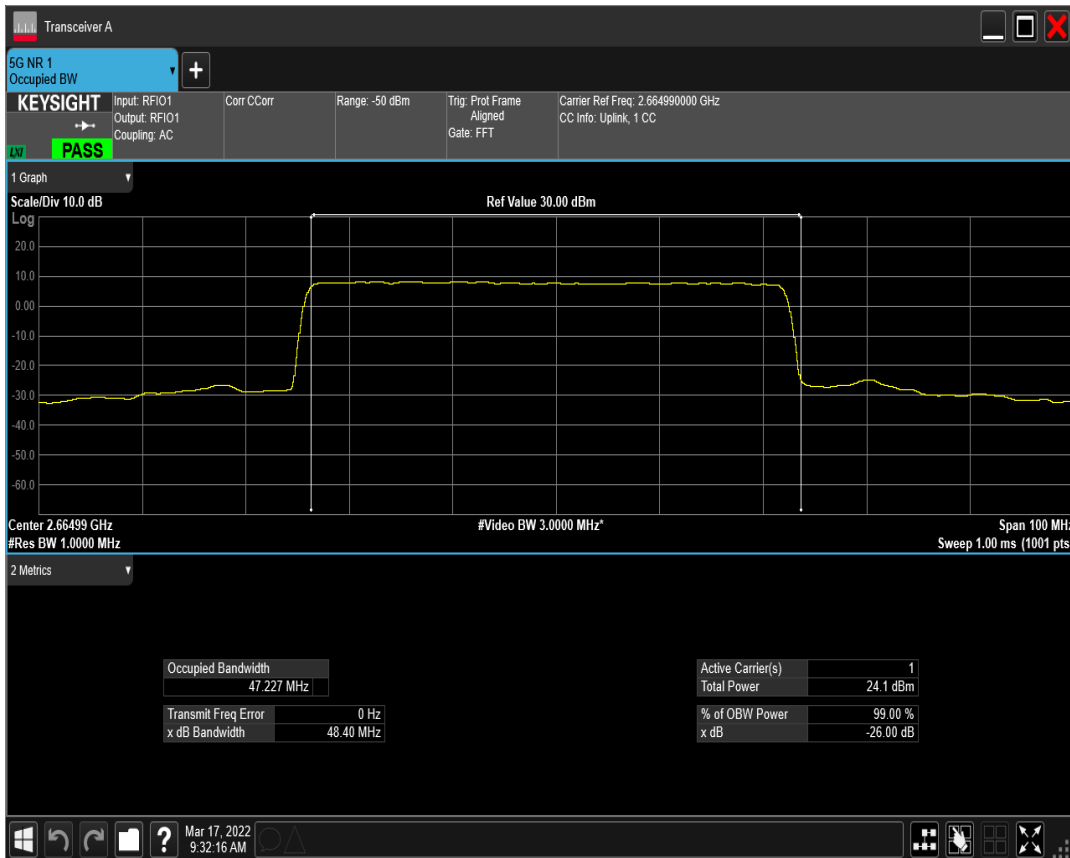 Transceiver A
5G NR 1
Occupied BW
+
KEYSIGHT
LXI
PASS
Input: RFIO1
Output: RFIO1
Coupling: AC
Corr CCorr
Range: -50 dBm
Trig: Prot Frame
Aligned
Gate: FFT
Carrier Ref Freq: 2.664990000 GHz
CC Info: Uplink, 1 CC
1 Graph
Scale/Div 10.0 dB
Ref Value 30.00 dBm
Log
20.0
10.0
0.00
-10.0
-20.0
-30.0
-40.0
-50.0
-60.0
Center 2.66499 GHz
#Video BW 3.0000 MHz*
Span 100 MHz
#Res BW 1.0000 MHz
Sweep 1.00 ms (1001 pts
2 Metrics
Occupied Bandwidth
47.227 MHz
Transmit Freq Error 0 Hz
x dB Bandwidth 48.40 MHz
Active Carrier(s) 1
Total Power 24.1 dBm
% of OBW Power 99.00 %
x dB -26.00 dB
?
Mar 17, 2022
9:32:16 AM